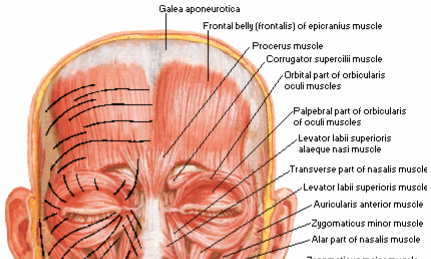 Galea aponeurotica
Frontal belly (frontalis) of epicranius muscle
Procerus muscle
Corrugator supercilii muscle
Orbital part of orbicularis
oculi muscles
Palpebral part of orbicularis
of oculi muscles
Levator labii superioris
alaeque nasi muscle
Transverse part of nasalis muscle
Levator labii superioris muscle
Auricularis anterior muscle
Zygomaticus minor muscle
Alar part of nasalis muscle